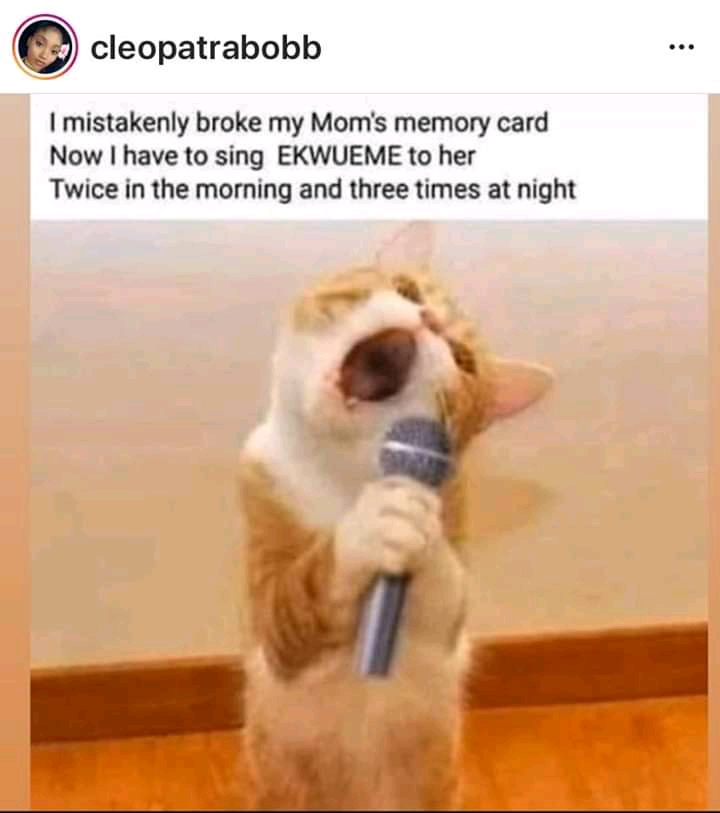 cleopatrabobb
I mistakenly broke my Mom's memory card
Now I have to sing EKWUEME to her
Twice in the morning and three times at night